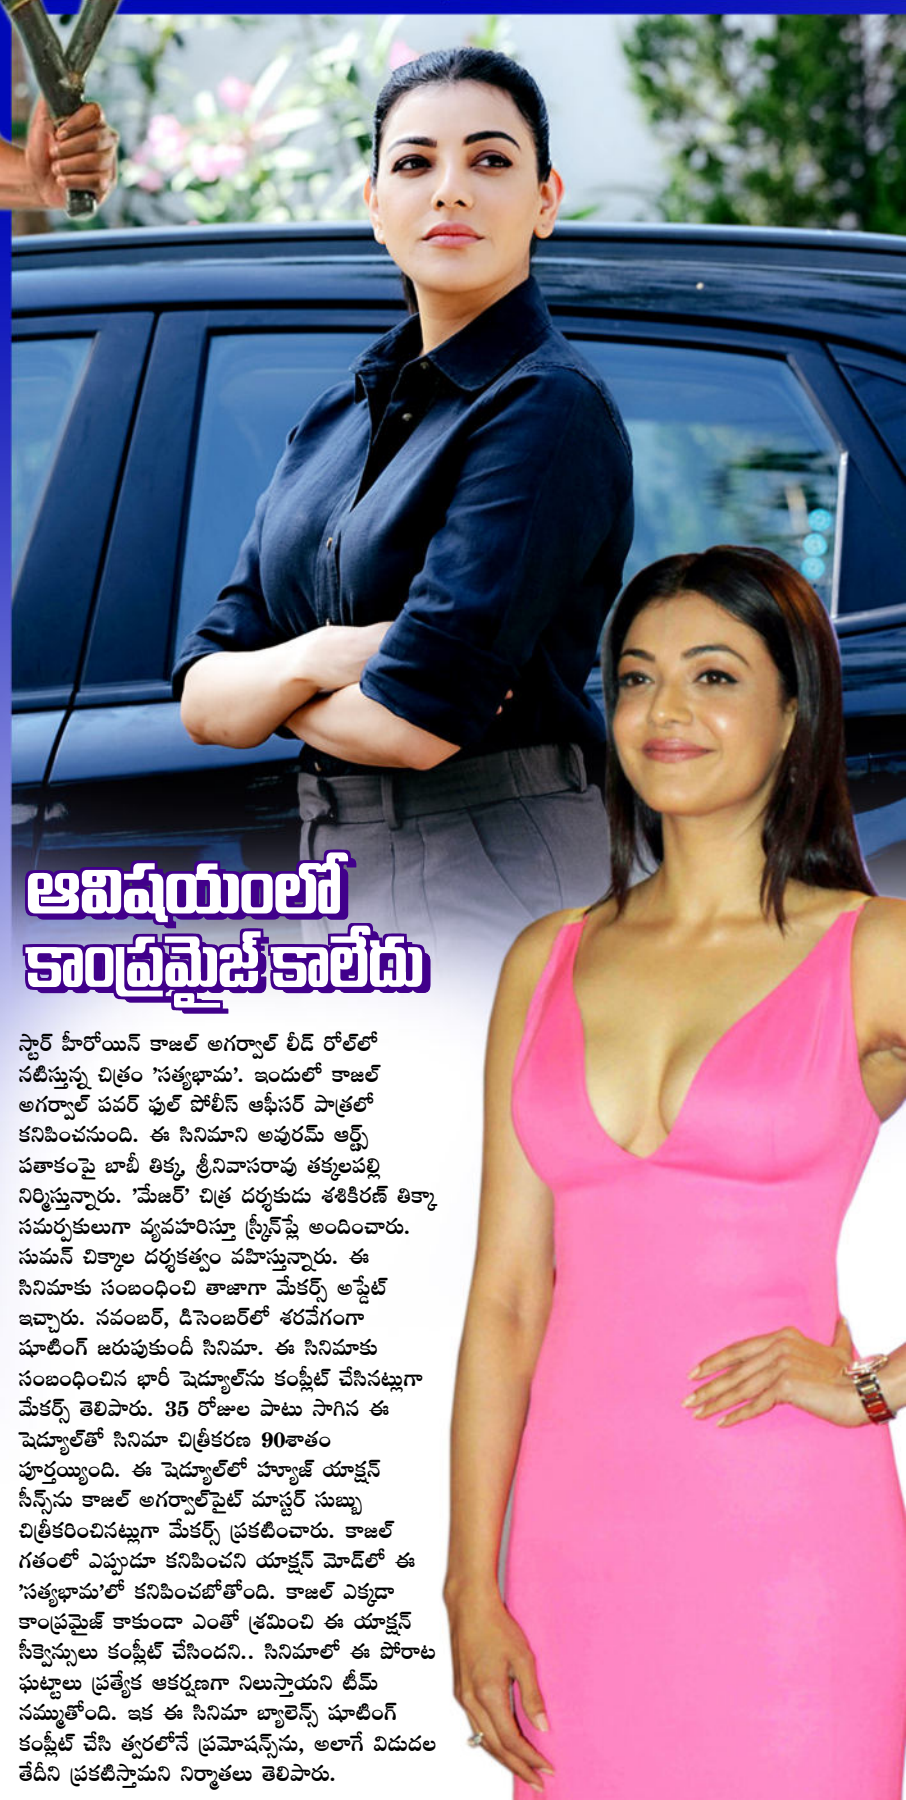 ఆవిషయంలో
కాంప్రమైజ్ కాలేదు
స్టార్ హీరోయిన్ కాజల్ అగర్వాల్ లీడ్ రోల్‌లో
నటిస్తున్న చిత్రం 'సత్యభామ'. ఇందులో కాజల్
అగర్వాల్ పవర్ ఫుల్ పోలీస్ ఆఫీసర్ పాత్రలో
కనిపించనుంది. ఈ సినిమాని అవురమ్ ఆర్ట్స్
పతాకంపై బాబీ తిక్క, శ్రీనివాసరావు తక్కలపల్లి
నిర్మిస్తున్నారు. 'మేజర్' చిత్ర దర్శకుడు శశికిరణ్ తిక్కా
సమర్పకులుగా వ్యవహరిస్తూ స్క్రీన్‌ప్లే అందించారు.
సుమన్ చిక్కాల దర్శకత్వం వహిస్తున్నారు. ఈ
సినిమాకు సంబంధించి తాజాగా మేకర్స్ అప్డేట్
ఇచ్చారు. నవంబర్, డిసెంబర్‌లో శరవేగంగా
షూటింగ్ జరుపుకుందీ సినిమా. ఈ సినిమాకు
సంబంధించిన భారీ షెడ్యూల్‌ను కంప్లీట్ చేసినట్లుగా
మేకర్స్ తెలిపారు. 35 రోజుల పాటు సాగిన ఈ
షెడ్యూల్‌తో సినిమా చిత్రీకరణ 90శాతం
పూర్తయ్యింది. ఈ షెడ్యూల్‌లో హ్యూజ్ యాక్షన్
సీన్స్‌ను కాజల్ అగర్వాల్‌పైట్ మాస్టర్ సుబ్బు
చిత్రీకరించినట్లుగా మేకర్స్ ప్రకటించారు. కాజల్
గతంలో ఎప్పుడూ కనిపించని యాక్షన్ మోడ్‌లో ఈ
'సత్యభామ'లో కనిపించబోతోంది. కాజల్ ఎక్కడా
కాంప్రమైజ్ కాకుండా ఎంతో శ్రమించి ఈ యాక్షన్
సీక్వెన్సులు కంప్లీట్ చేసిందని.. సినిమాలో ఈ పోరాట
ఘట్టాలు ప్రత్యేక ఆకర్షణగా నిలుస్తాయని టీమ్
నమ్ముతోంది. ఇక ఈ సినిమా బ్యాలెన్స్ షూటింగ్
కంప్లీట్ చేసి త్వరలోనే ప్రమోషన్స్‌ను, అలాగే విడుదల
తేదీని ప్రకటిస్తామని నిర్మాతలు తెలిపారు.